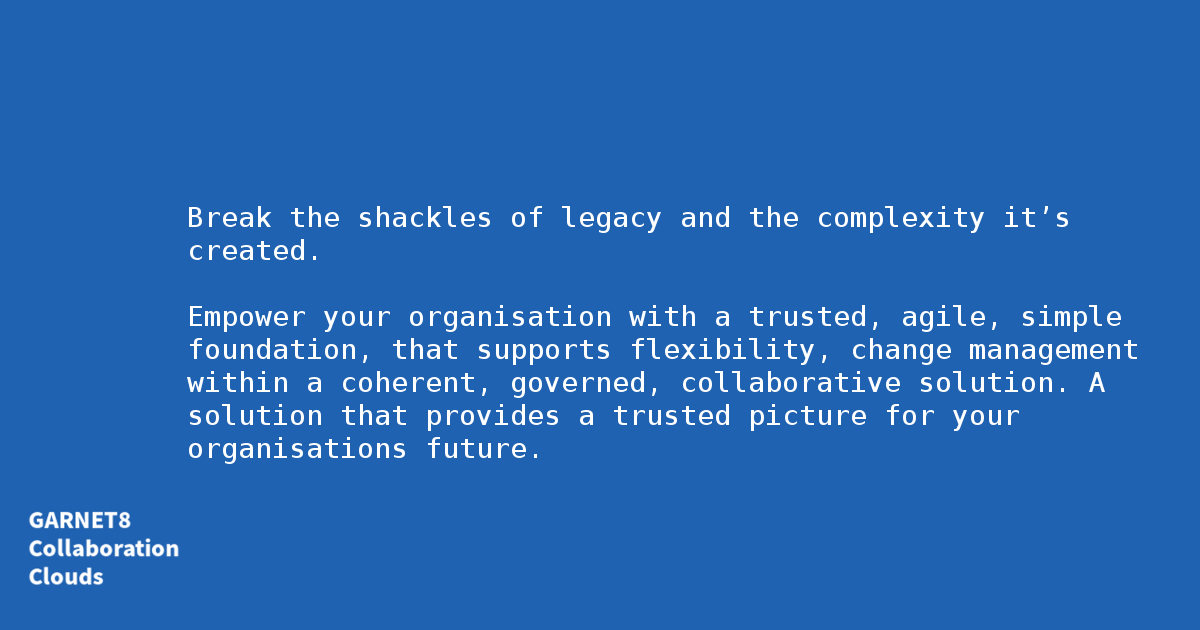 Break the shackles of legacy and the complexity it’s
created.
Empower your organisation with a trusted, agile, simple
foundation, that supports flexibility, change management
within a coherent, governed, collaborative solution. A
solution that provides a trusted picture for your
organisations future.
GARNET8
Collaboration
Clouds